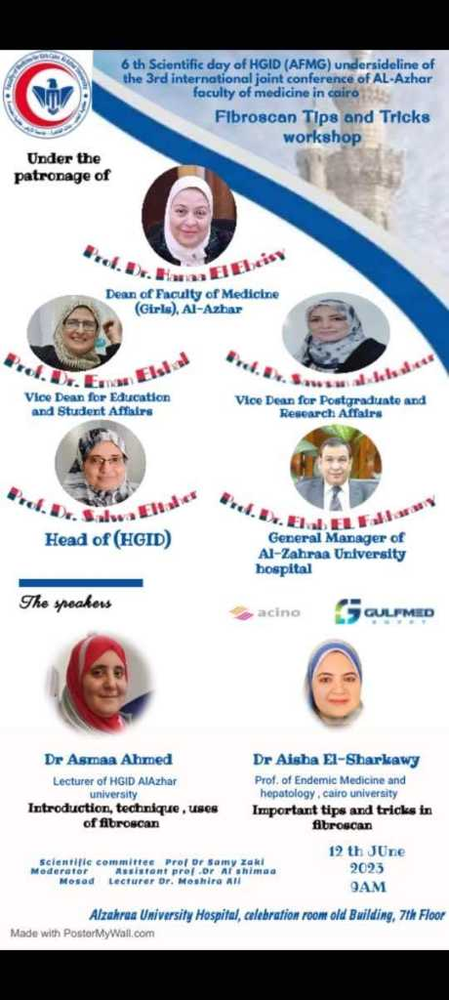 6 th Scientific day of HGID (AFMG) undersideline of
the 3rd international joint conference of AL-Azhar
faculty of medicine in cairo
Fibroscan Tips and Tricks
workshop
Under the
patronage of
Prof. Dr. Hanaa El Ebeisy
Dean of Faculty of Medicine
(Girls), Al-Azhar
Prof. Dr. Eman Elshal
Vice Dean for Education
and Student Affairs
Prof. Dr. Sawsan abdelsabour
Vice Dean for Postgraduate and
Research Affairs
Prof. Dr. Salwa Eltaher
Head of (HGID)
Prof. Dr. Ehab EL Fakharany
General Manager of
Al-Zahraa University
hospital
The speakers
acino
GULFMED
EGYPT
Dr Asmaa Ahmed
Lecturer of HGID AlAzhar
university
Introduction, technique , uses
of fibroscan
Dr Aisha El-Sharkawy
Prof. of Endemic Medicine and
hepatology , cairo university
Important tips and tricks in
fibroscan
Scientific committee Prof Dr Samy Zaki
Moderator Assistant prof .Dr Al shimaa
Mosad Lecturer Dr. Moshira Ali
12 th JUne
2023
9AM
Alzahraa University Hospital, celebration room old Building, 7th Floor
Made with PosterMyWall.com